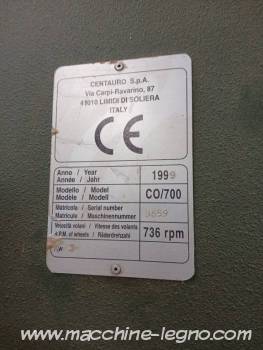 CENTAURO S.p.A.
Via Carpi-Ravarino, 87
41010 LIMIDI DI SOLIERA
ITALY
CE
Anno / Year
Année / Jahr
1999
Modello / Model
Modèle / Modell
CO/700
Matricola / Serial number
Matricule / Maschinennummer
Velocità volani / Vitesse des volants
R.P.M. of wheels / Räderdrehzahl
736 rpm
www.macchine-legno.com